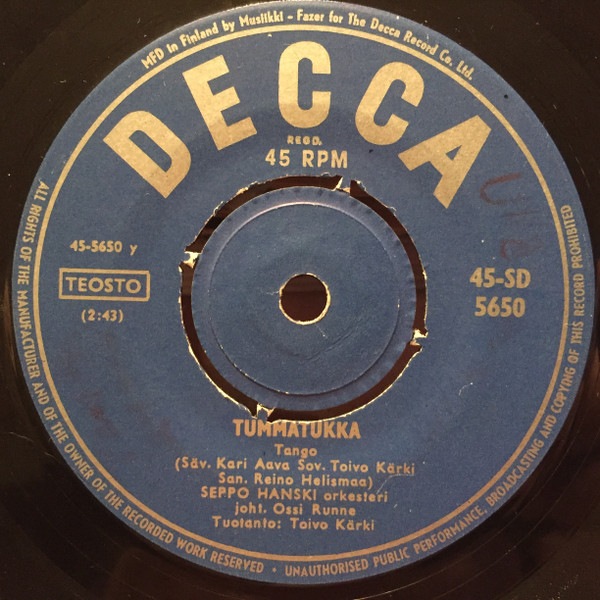 MFD in Finland by Musiikki - Fazer for The Decca Record Co. Ltd.
DECCA
REGD.
45 RPM
45-5650 y
TEOSTO
(2:43)
45-SD
5650
TUMMATUKKA
Tango
(Säv. Kari Aava Sov. Toivo Kärki
San. Reino Helismaa)
SEPPO HANSKI orkesteri
joht. Ossi Runne
Tuotanto: Toivo Kärki
ALL RIGHTS OF THE MANUFACTURER AND OF THE OWNER OF THE RECORDED WORK RESERVED • UNAUTHORISED PUBLIC PERFORMANCE, BROADCASTING AND COPYING OF THIS RECORD PROHIBITED